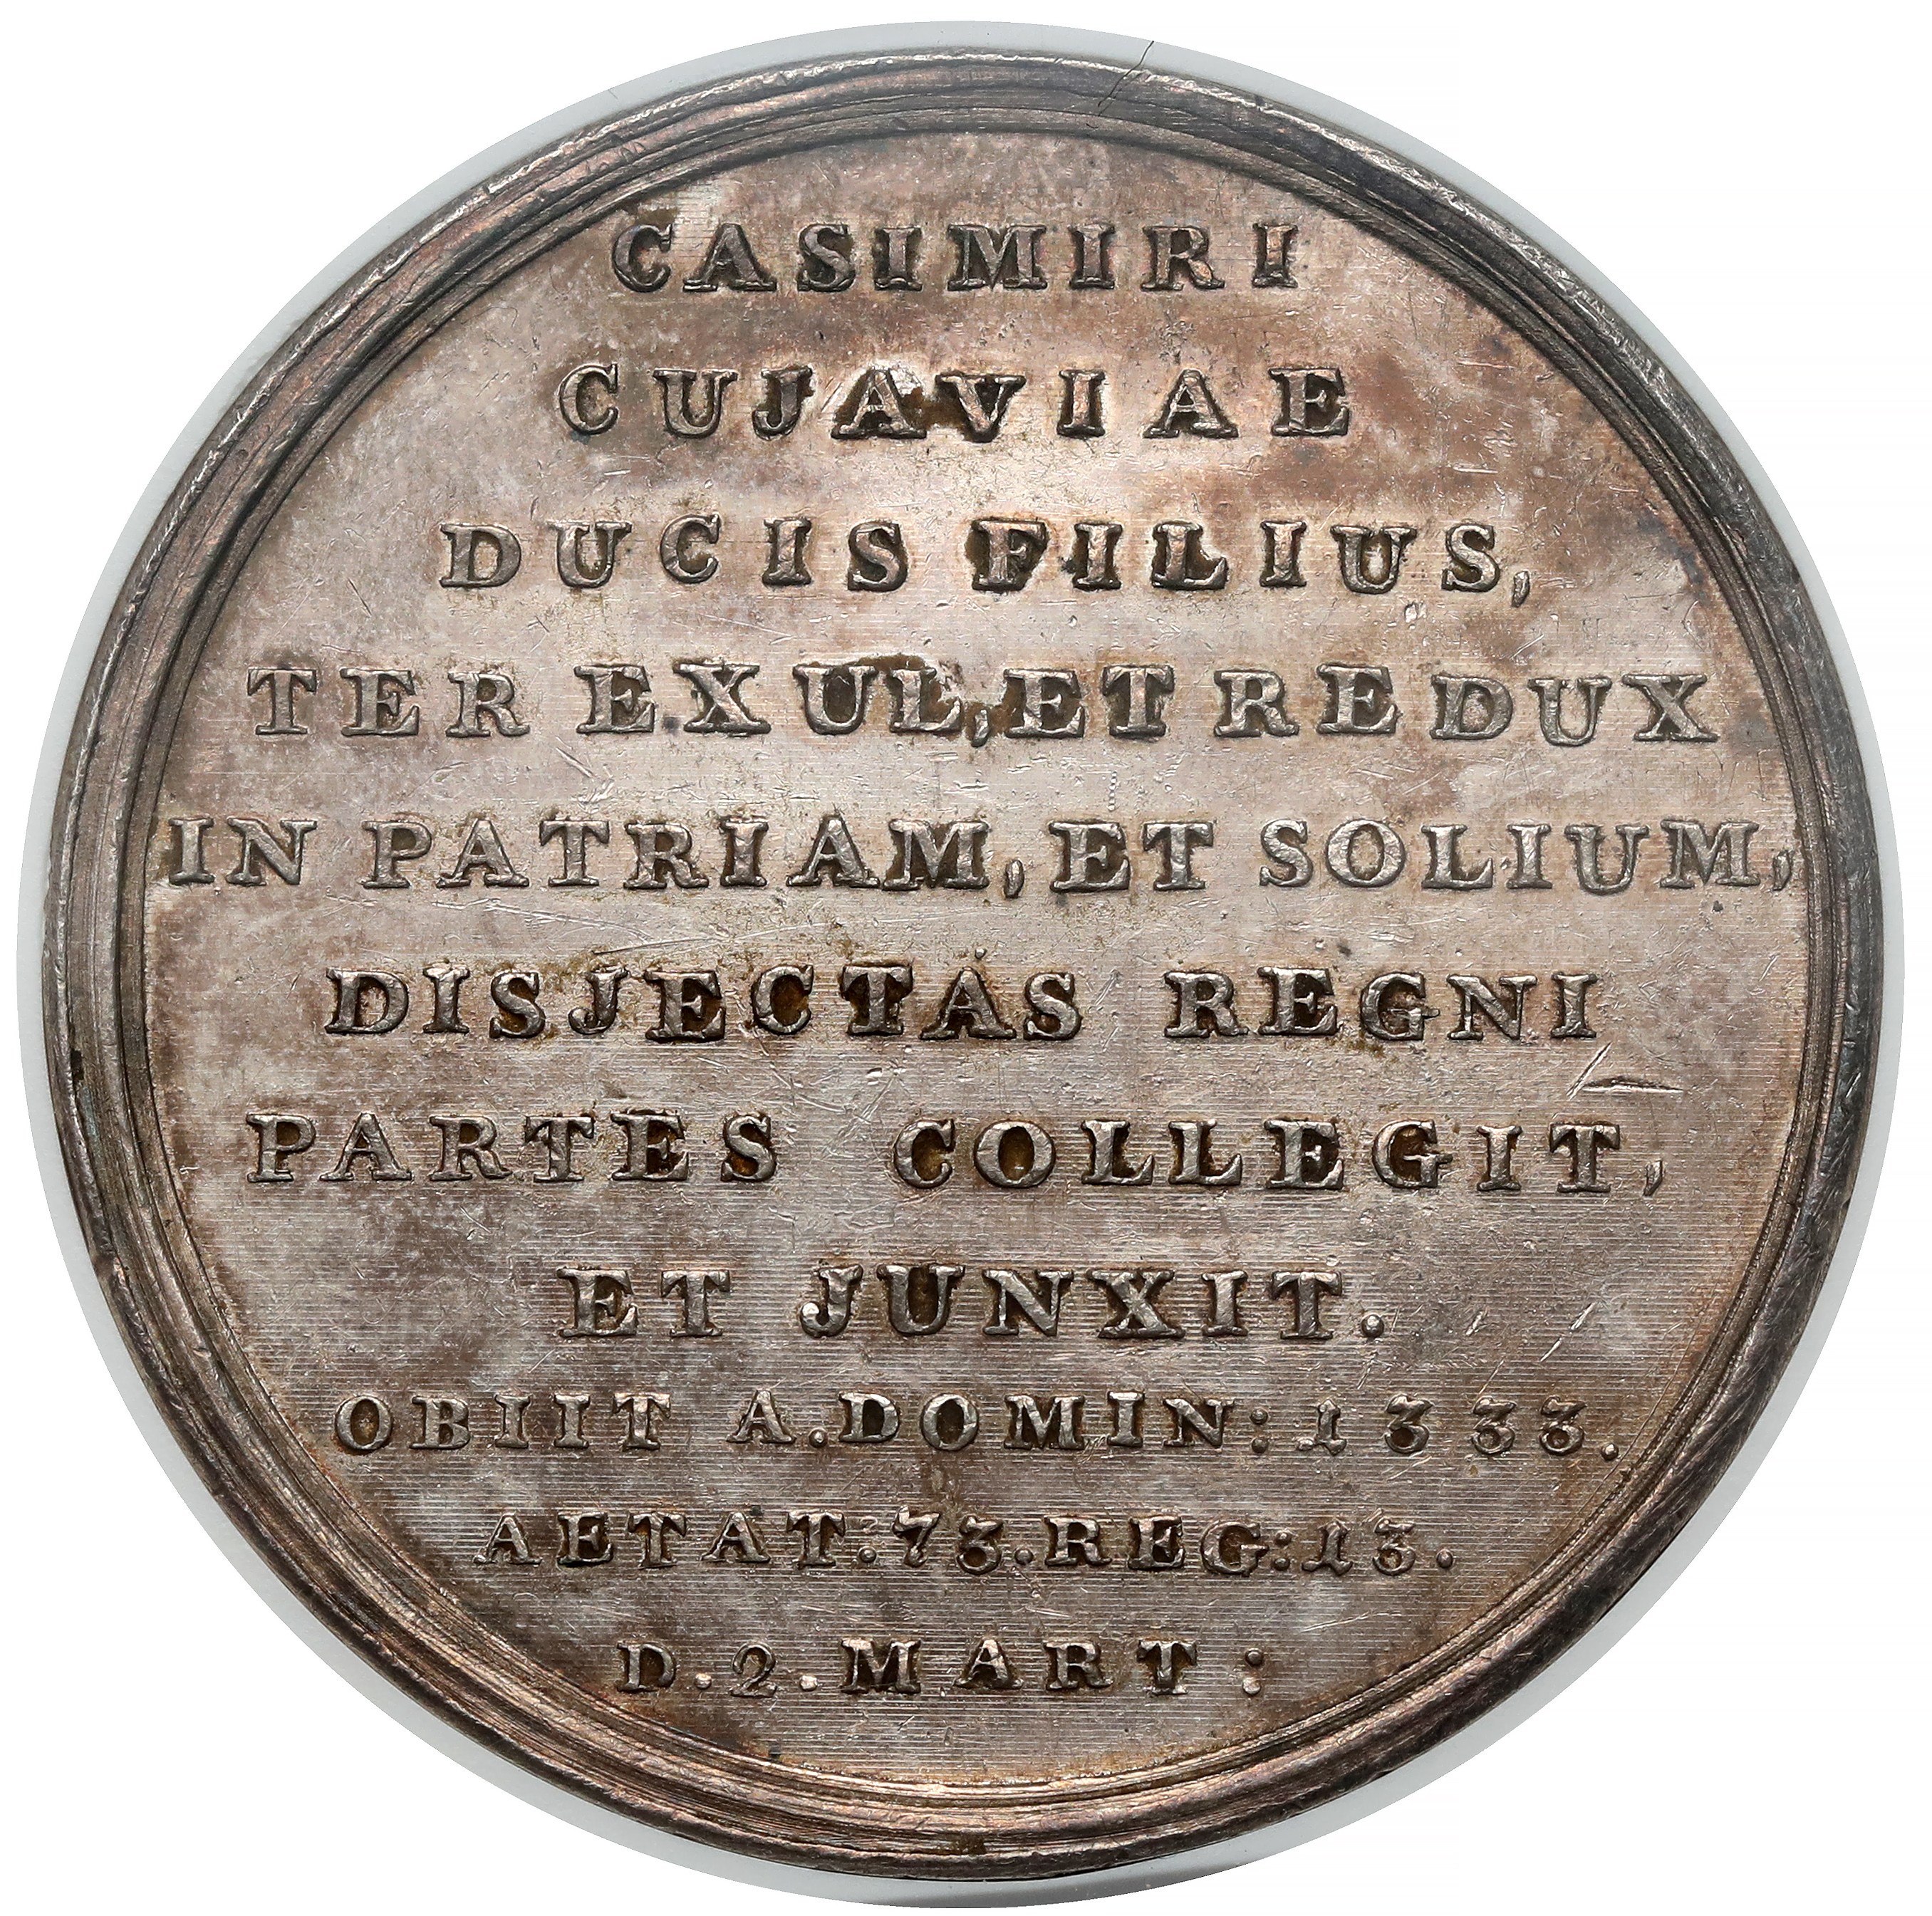 CASIMIRI
CUJAVIAE
DUCIS FILIUS,
TER EXUL, ET REDUX
IN PATRIAM, ET SOLIUM,
DISJECTAS REGNI
PARTES COLLEGIT,
ET JUNXIT.
OBIIT A. DOMIN: 1333.
AETAT: 73. REG: 13.
D. 2. MART: